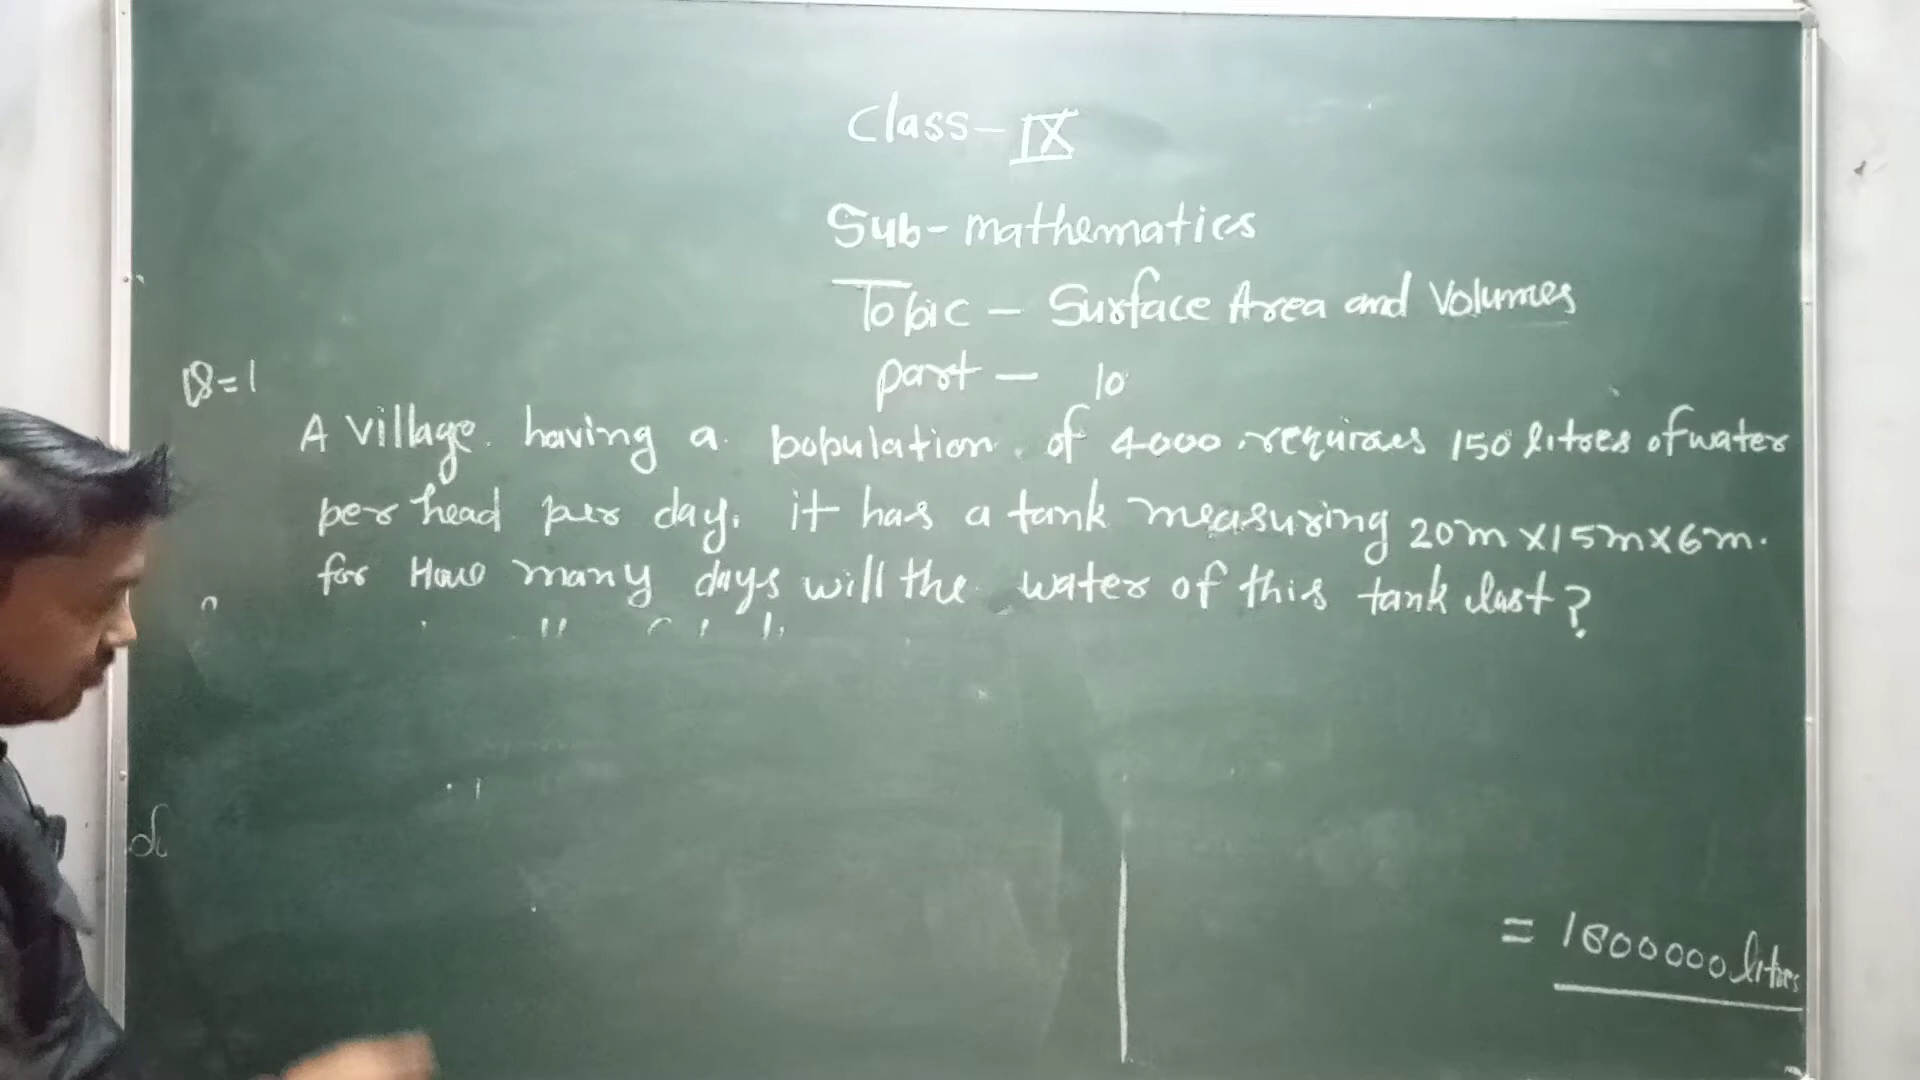 Class - IX
Sub - mathematics
Topic - Surface Area and Volumes
part - 10
Q=1
A village having a population of 4000 requires 150 litres of water
per head per day. it has a tank measuring 20m x 15m x 6m.
for How many days will the water of this tank last?
= 1800000 litres